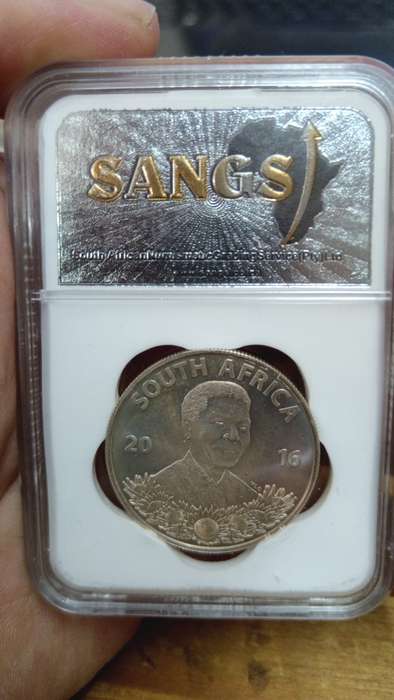 SANGS
South African Numismatic Grading Service (Pty) Ltd
SOUTH AFRICA
20 16